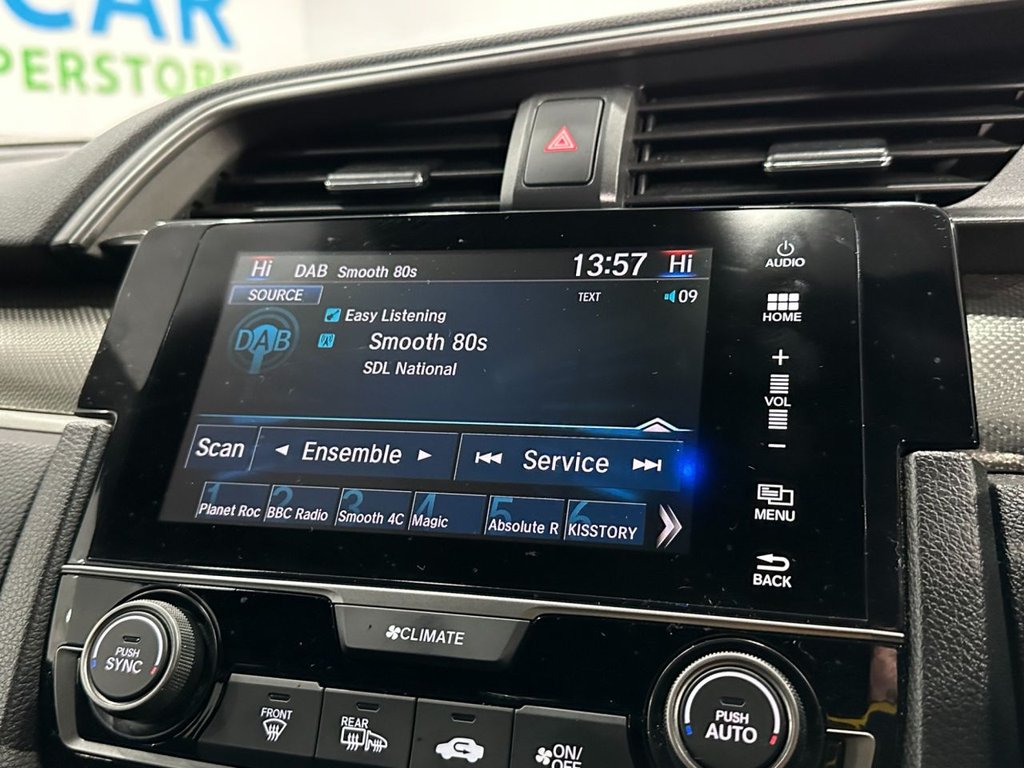 CAR
PERSTORE
Hi DAB Smooth 80s 13:57 Hi
SOURCE TEXT 09
Easy Listening
DAB Smooth 80s
SDL National
Scan Ensemble Service
1 2 3 4 5 6
Planet Roc BBC Radio Smooth 4C Magic Absolute R KISSTORY
AUDIO
HOME
+
VOL
−
MENU
BACK
CLIMATE
PUSH
SYNC
PUSH
AUTO
FRONT
REAR
ON/
OFF